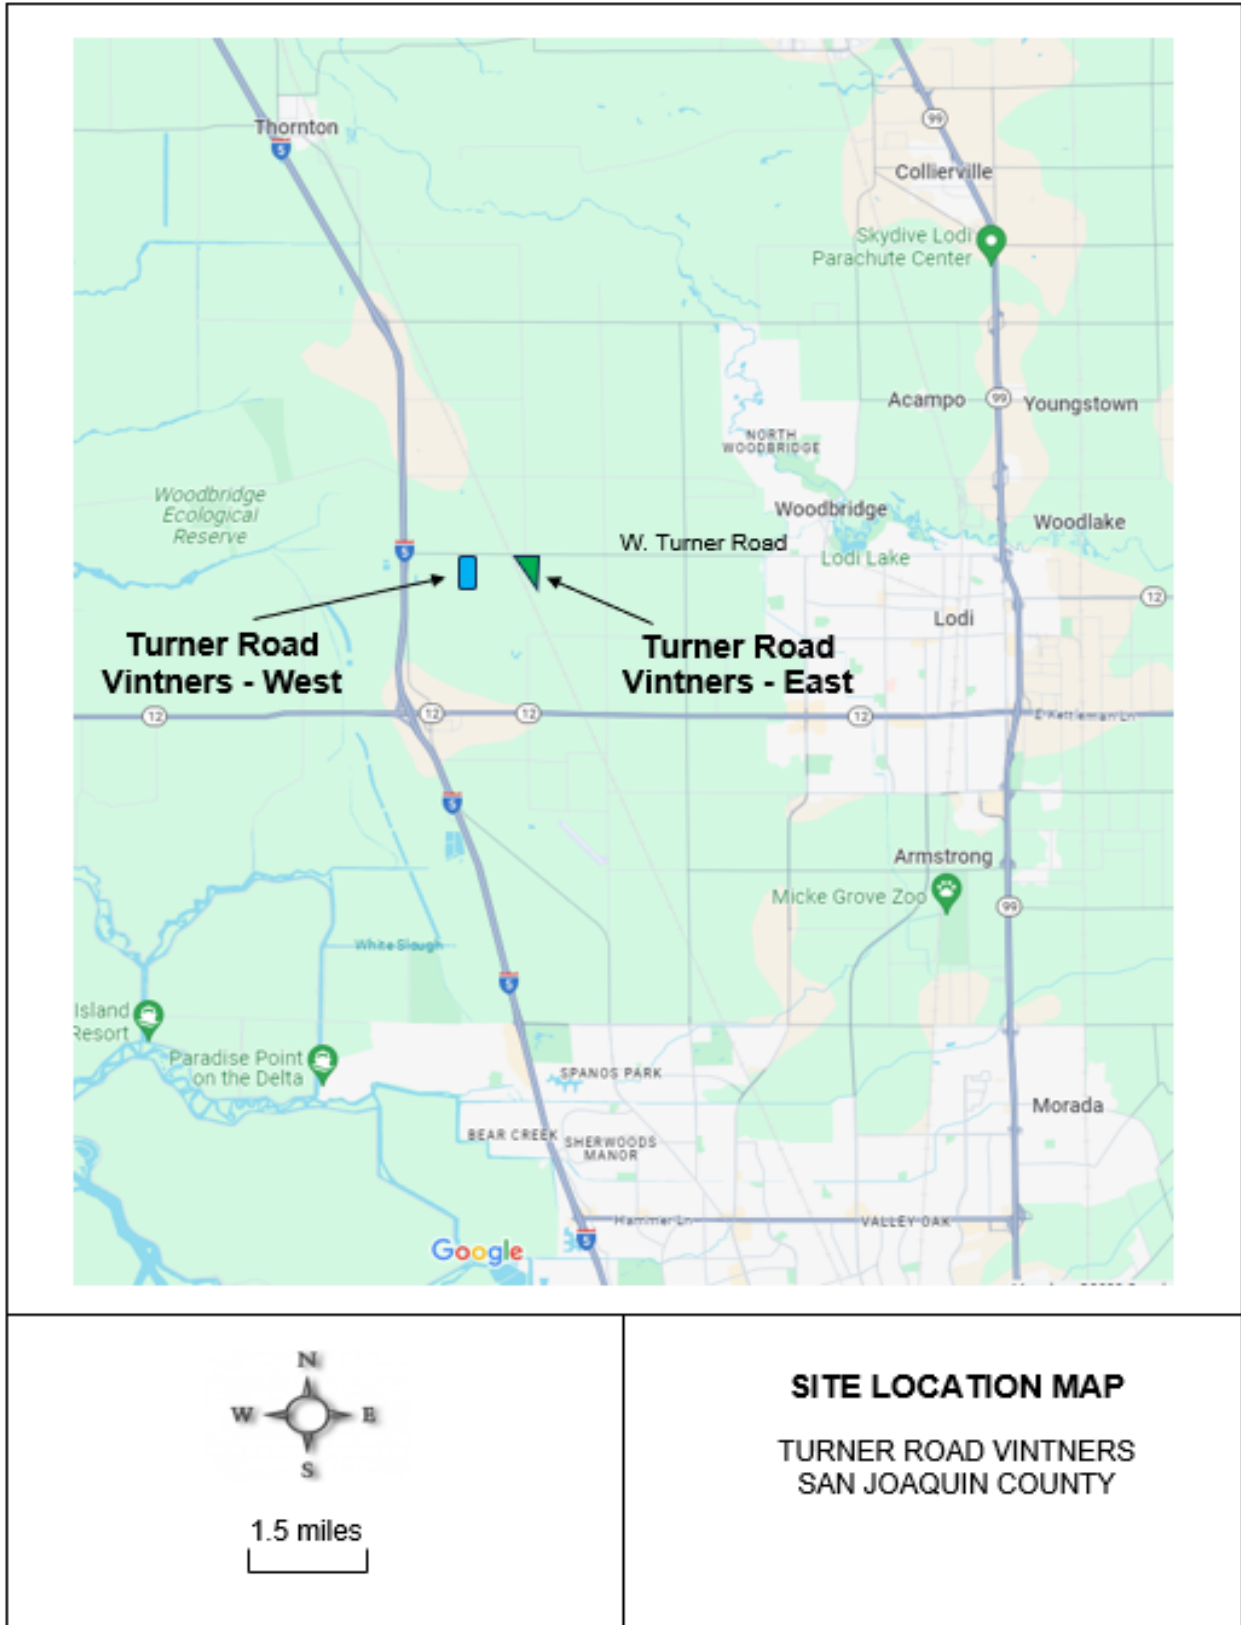 Thornton
5
99
Collierville
Skydive Lodi
Parachute Center
Acampo
99
Youngstown
NORTH
WOODBRIDGE
Woodbridge
Ecological
Reserve
Woodbridge
Woodlake
W. Turner Road
5
Lodi Lake
12
Lodi
Turner Road
Vintners - West
Turner Road
Vintners - East
12
12
12
12
E Kettleman Ln
5
Armstrong
Micke Grove Zoo
99
White Slough
5
Island
Resort
Paradise Point
on the Delta
SPANOS PARK
Morada
BEAR CREEK
SHERWOODS
MANOR
Hammer Ln
VALLEY OAK
5
Google
N
W E
S
1.5 miles
SITE LOCATION MAP
TURNER ROAD VINTNERS
SAN JOAQUIN COUNTY